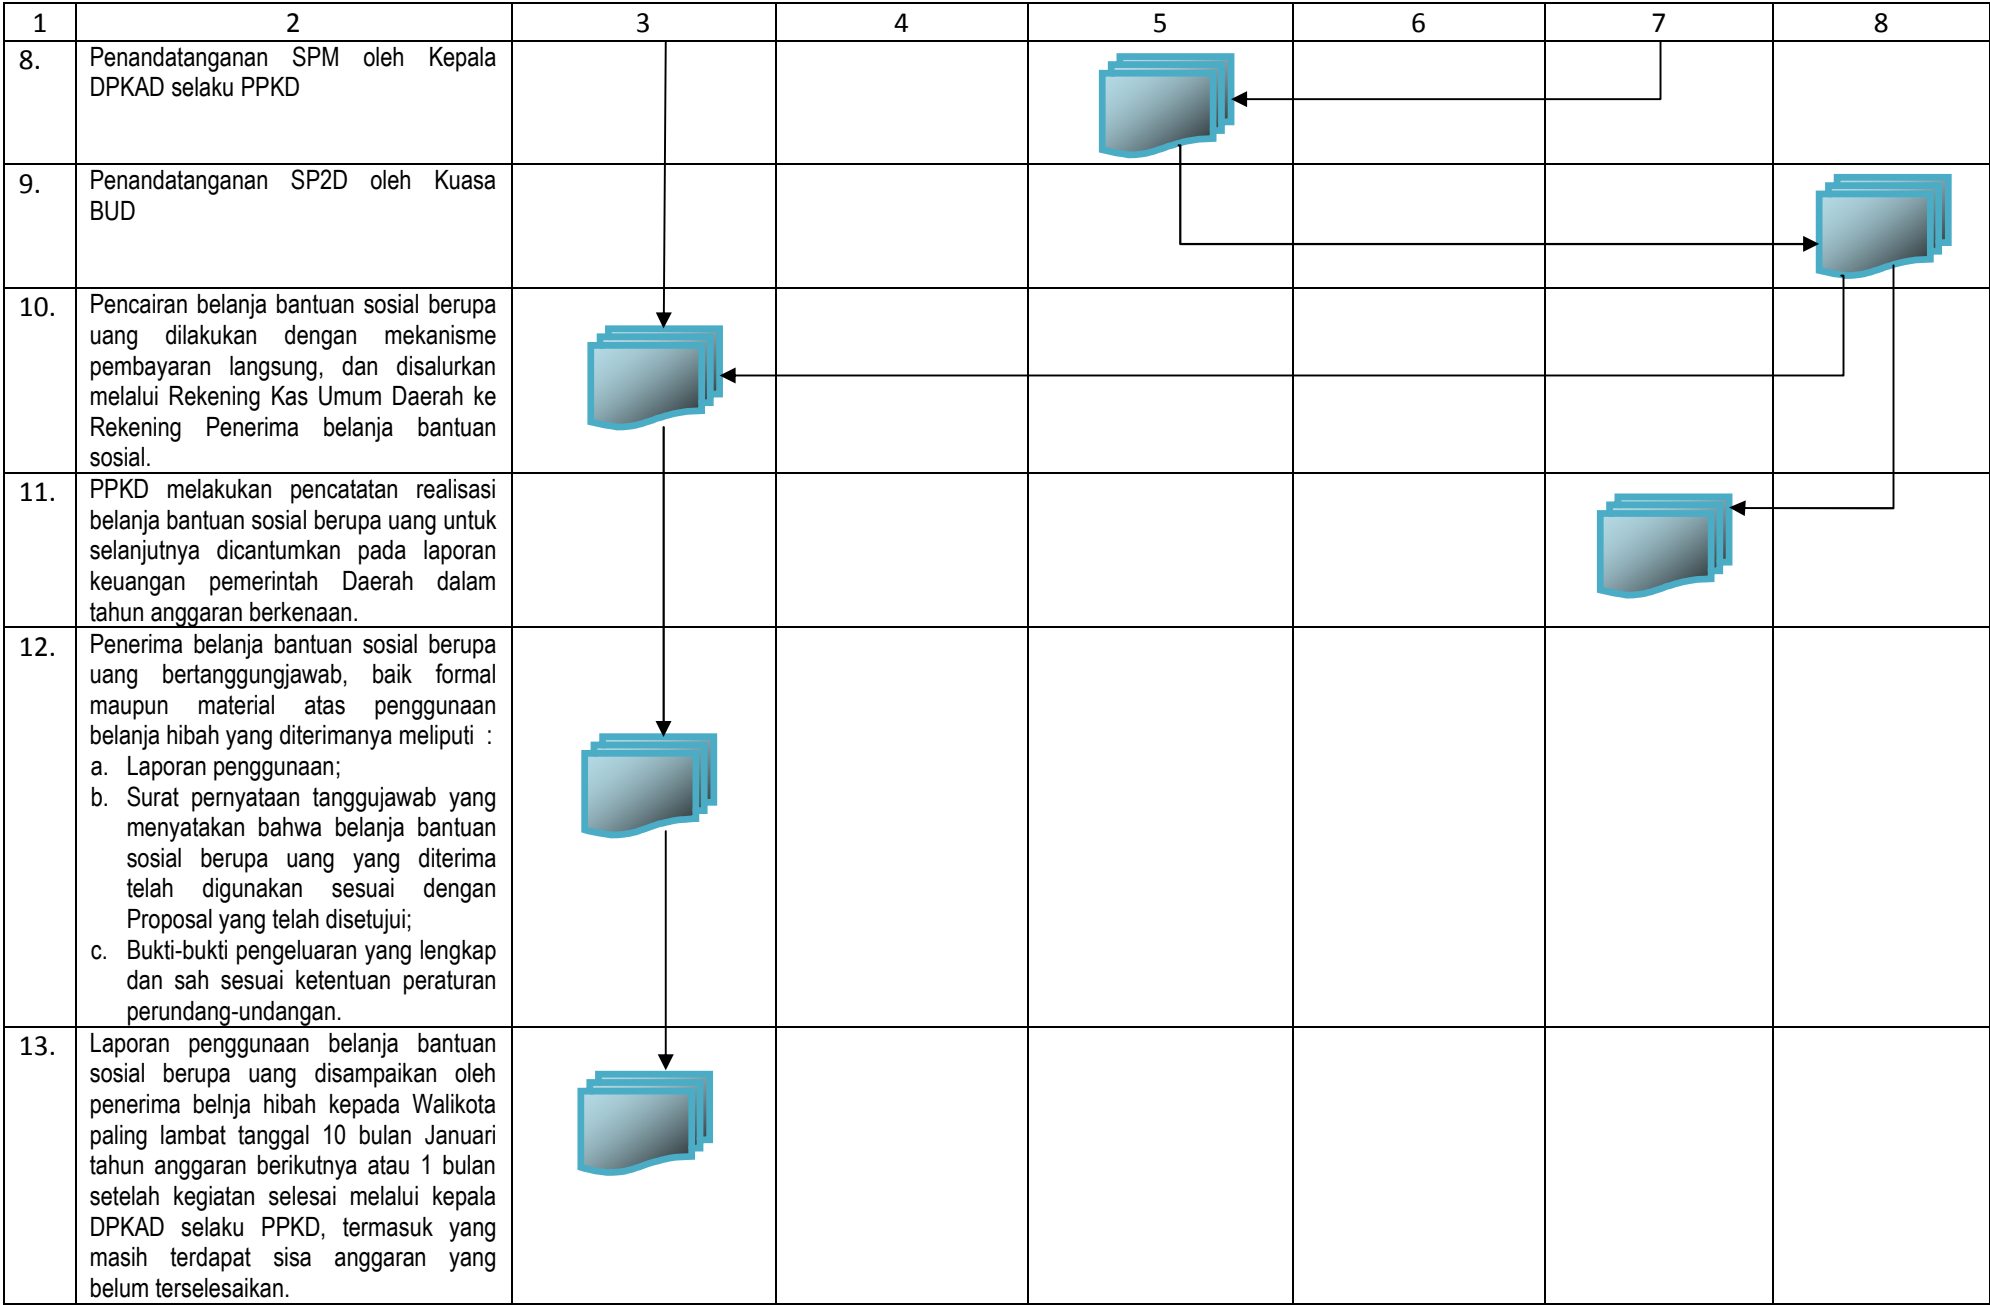 1 2 3 4 5 6 7 8
8. Penandatanganan SPM oleh Kepala
DPKAD selaku PPKD
9. Penandatanganan SP2D oleh Kuasa
BUD
10. Pencairan belanja bantuan sosial berupa
uang dilakukan dengan mekanisme
pembayaran langsung, dan disalurkan
melalui Rekening Kas Umum Daerah ke
Rekening Penerima belanja bantuan
sosial.
11. PPKD melakukan pencatatan realisasi
belanja bantuan sosial berupa uang untuk
selanjutnya dicantumkan pada laporan
keuangan pemerintah Daerah dalam
tahun anggaran berkenaan.
12. Penerima belanja bantuan sosial berupa
uang bertanggungjawab, baik formal
maupun material atas penggunaan
belanja hibah yang diterimanya meliputi :
a. Laporan penggunaan;
b. Surat pernyataan tanggujawab yang
menyatakan bahwa belanja bantuan
sosial berupa uang yang diterima
telah digunakan sesuai dengan
Proposal yang telah disetujui;
c. Bukti-bukti pengeluaran yang lengkap
dan sah sesuai ketentuan peraturan
perundang-undangan.
13. Laporan penggunaan belanja bantuan
sosial berupa uang disampaikan oleh
penerima belnja hibah kepada Walikota
paling lambat tanggal 10 bulan Januari
tahun anggaran berikutnya atau 1 bulan
setelah kegiatan selesai melalui kepala
DPKAD selaku PPKD, termasuk yang
masih terdapat sisa anggaran yang
belum terselesaikan.